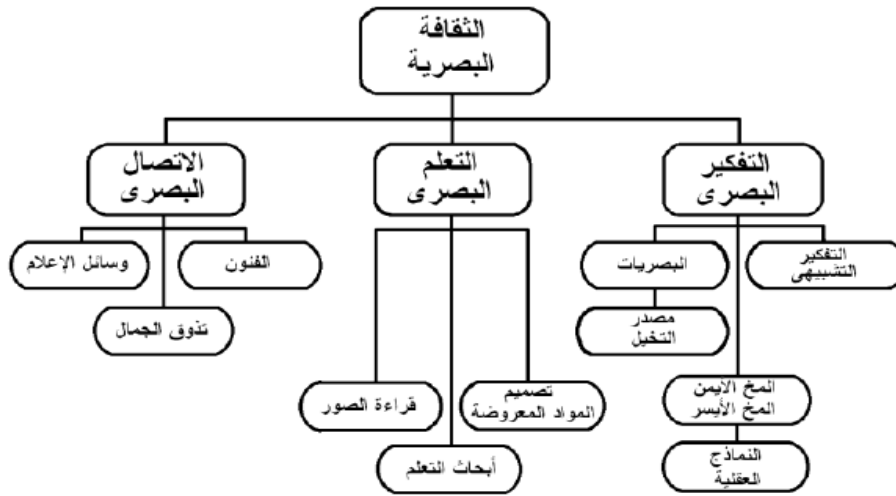 الثقافة
البصرية
التفكير
البصرى
التعلم
البصرى
الاتصال
البصرى
التفكير
التشبيهى
البصريات
مصدر
التخيل
المخ الأيمن
المخ الأيسر
النماذج
العقلية
تصميم
المواد المعروضة
قراءة الصور
أبحاث التعلم
الفنون
وسائل الإعلام
تذوق الجمال